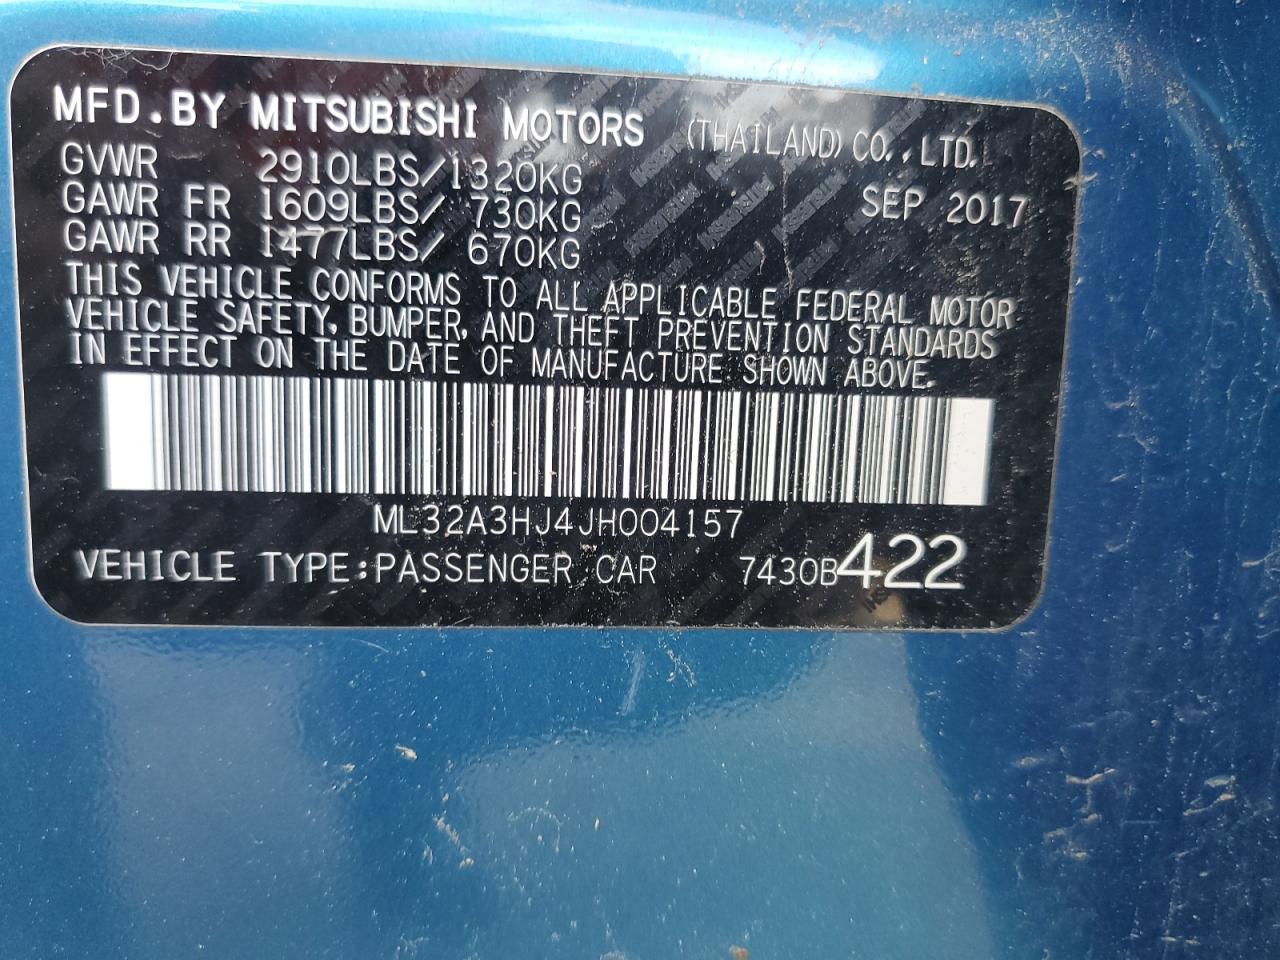 MFD.BY MITSUBISHI MOTORS (THAILAND) CO.,LTD.
GVWR 2910LBS/1320KG
GAWR FR 1609LBS/ 730KG SEP 2017
GAWR RR 1477LBS/ 670KG
THIS VEHICLE CONFORMS TO ALL APPLICABLE FEDERAL MOTOR
VEHICLE SAFETY, BUMPER, AND THEFT PREVENTION STANDARDS
IN EFFECT ON THE DATE OF MANUFACTURE SHOWN ABOVE.
ML32A3HJ4JH004157
VEHICLE TYPE:PASSENGER CAR 7430B422